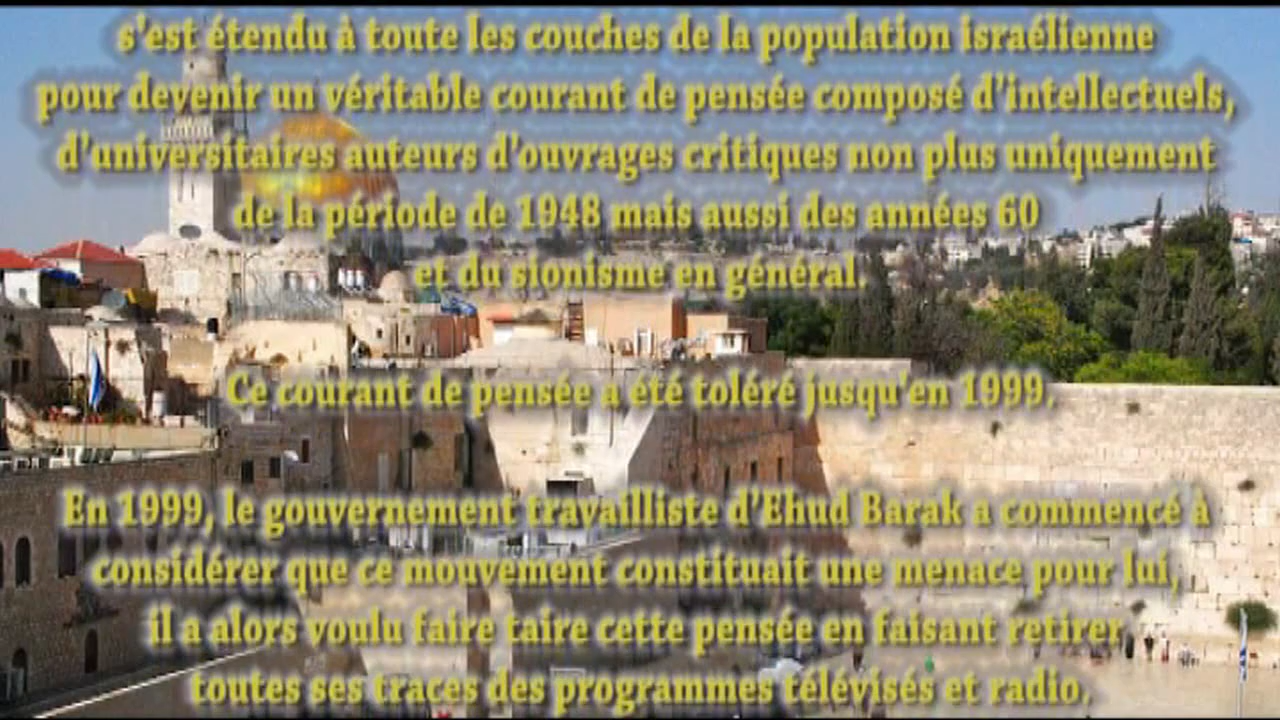 s'est étendu à toute les couches de la population israélienne
pour devenir un véritable courant de pensée composé d'intellectuels,
d'universitaires auteurs d'ouvrages critiques non plus uniquement
de la période de 1948 mais aussi des années 60
et du sionisme en général.
Ce courant de pensée a été toléré jusqu'en 1999.
En 1999, le gouvernement travailliste d'Ehud Barak a commencé à
considérer que ce mouvement constituait une menace pour lui,
il a alors voulu faire taire cette pensée en faisant retirer
toutes ses traces des programmes télévisés et radio.